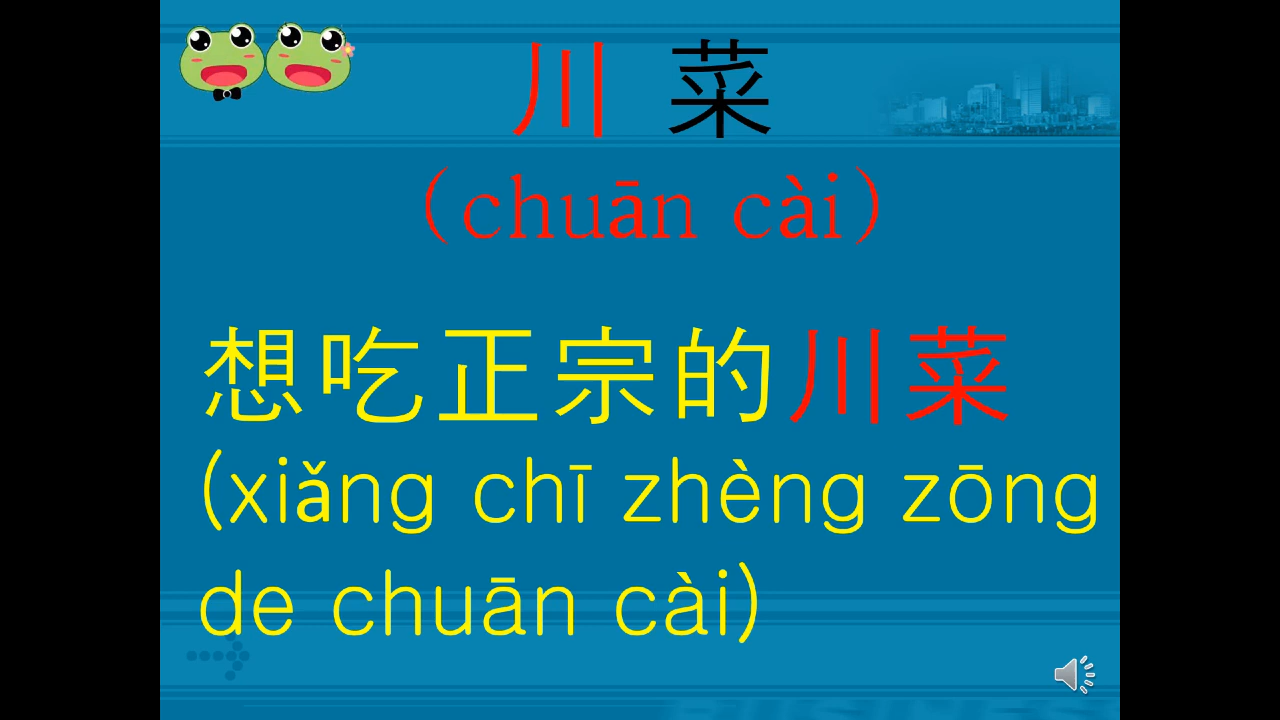 川 菜
(chuān cài)
想吃正宗的川菜
(xiǎng chī zhèng zōng
de chuān cài)